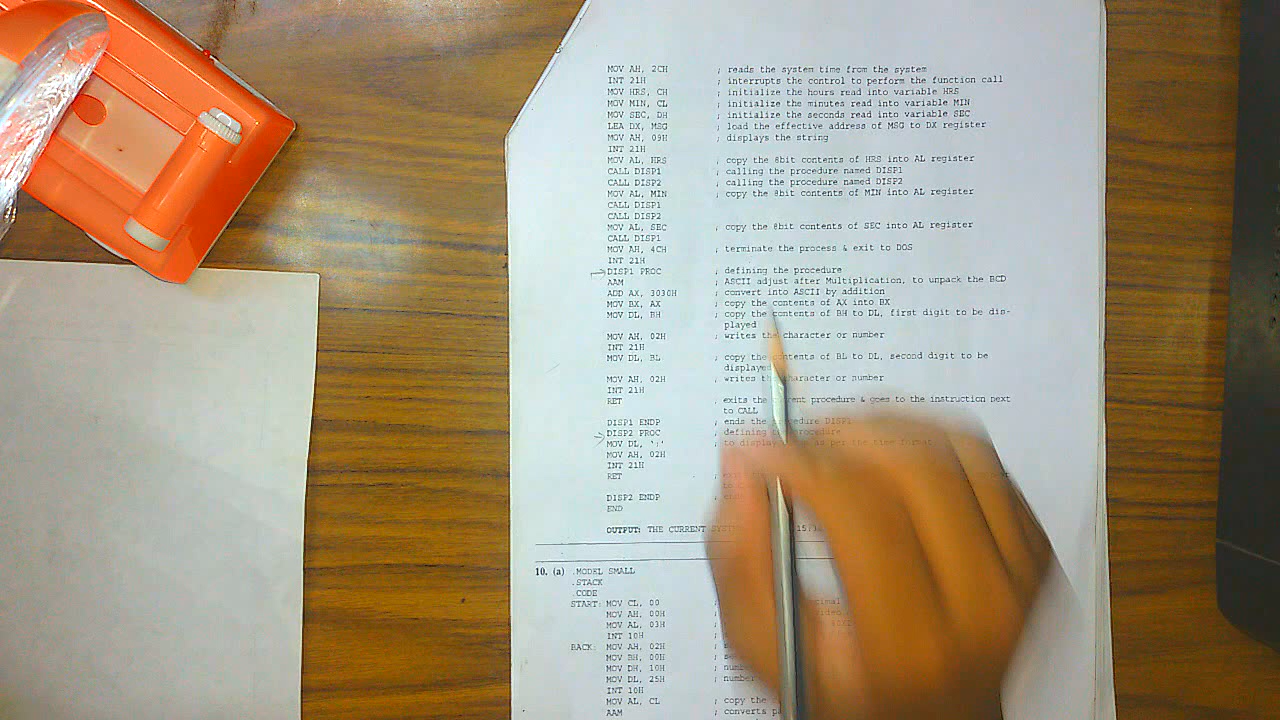 MOV AH, 2CH ; reads the system time from the system
INT 21H ; interrupts the control to perform the function call
MOV HRS, CH ; initialize the hours read into variable HRS
MOV MIN, CL ; initialize the minutes read into variable MIN
MOV SEC, DH ; initialize the seconds read into variable SEC
LEA DX, MSG ; load the effective address of MSG to DX register
MOV AH, 09H ; displays the string
INT 21H
MOV AL, HRS ; copy the 8bit contents of HRS into AL register
CALL DISP1 ; calling the procedure named DISP1
CALL DISP2 ; calling the procedure named DISP2
MOV AL, MIN ; copy the 8bit contents of MIN into AL register
CALL DISP1
CALL DISP2
MOV AL, SEC ; copy the 8bit contents of SEC into AL register
CALL DISP1
MOV AH, 4CH ; terminate the process & exit to DOS
INT 21H
DISP1 PROC ; defining the procedure
AAM ; ASCII adjust after Multiplication, to unpack the BCD
ADD AX, 3030H ; convert into ASCII by addition
MOV BX, AX ; copy the contents of AX into BX
MOV DL, BH ; copy the contents of BH to DL, first digit to be dis-
played
MOV AH, 02H ; writes the character or number
INT 21H
MOV DL, BL ; copy the contents of BL to DL, second digit to be
displayed
MOV AH, 02H ; writes character or number
INT 21H
RET ; exits the procedure & goes to the instruction next
to CALL
DISP1 ENDP ; ends the procedure DISP1
DISP2 PROC ; defining procedure
MOV DL, ':' ; to display as per the time format
MOV AH, 02H
INT 21H
RET ;
DISP2 ENDP ;
END
OUTPUT: THE CURRENT
10. (a) .MODEL SMALL
.STACK
.CODE
START: MOV CL, 00 ;
MOV AH, 00H ;
MOV AL, 03H ;
INT 10H ;
BACK: MOV AH, 02H ;
MOV BH, 00H ;
MOV DH, 10H ;
MOV DL, 25H ; number
INT 10H
MOV AL, CL ; copy the
AAM ; converts